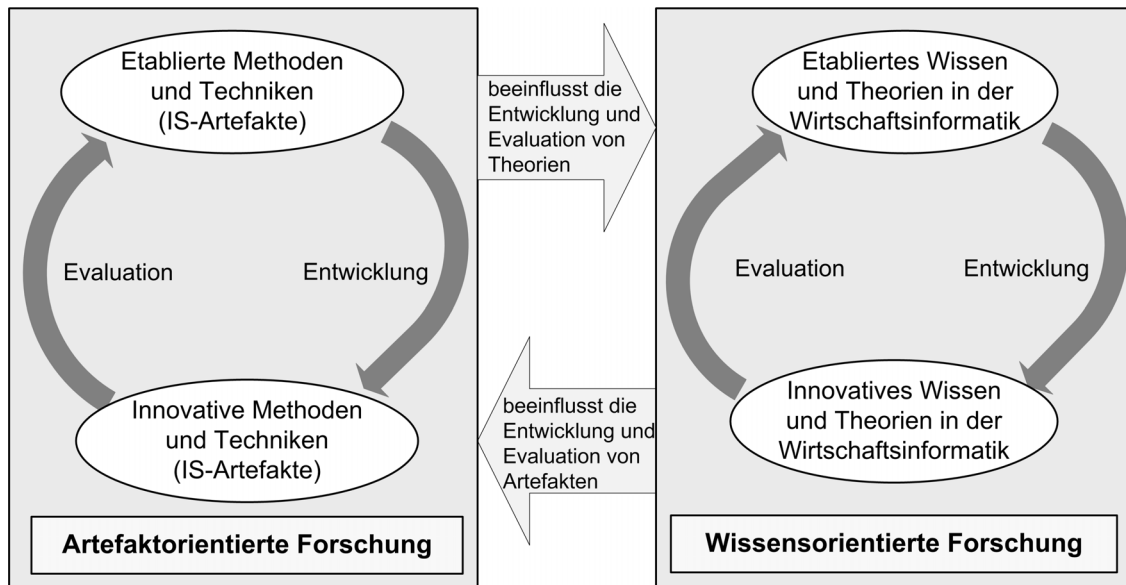 Etablierte Methoden
und Techniken
(IS-Artefakte)
Evaluation
Entwicklung
Innovative Methoden
und Techniken
(IS-Artefakte)
Artefaktorientierte Forschung
beeinflusst die
Entwicklung und
Evaluation von
Theorien
beeinflusst die
Entwicklung und
Evaluation von
Artefakten
Etabliertes Wissen
und Theorien in der
Wirtschaftsinformatik
Evaluation
Entwicklung
Innovatives Wissen
und Theorien in der
Wirtschaftsinformatik
Wissensorientierte Forschung